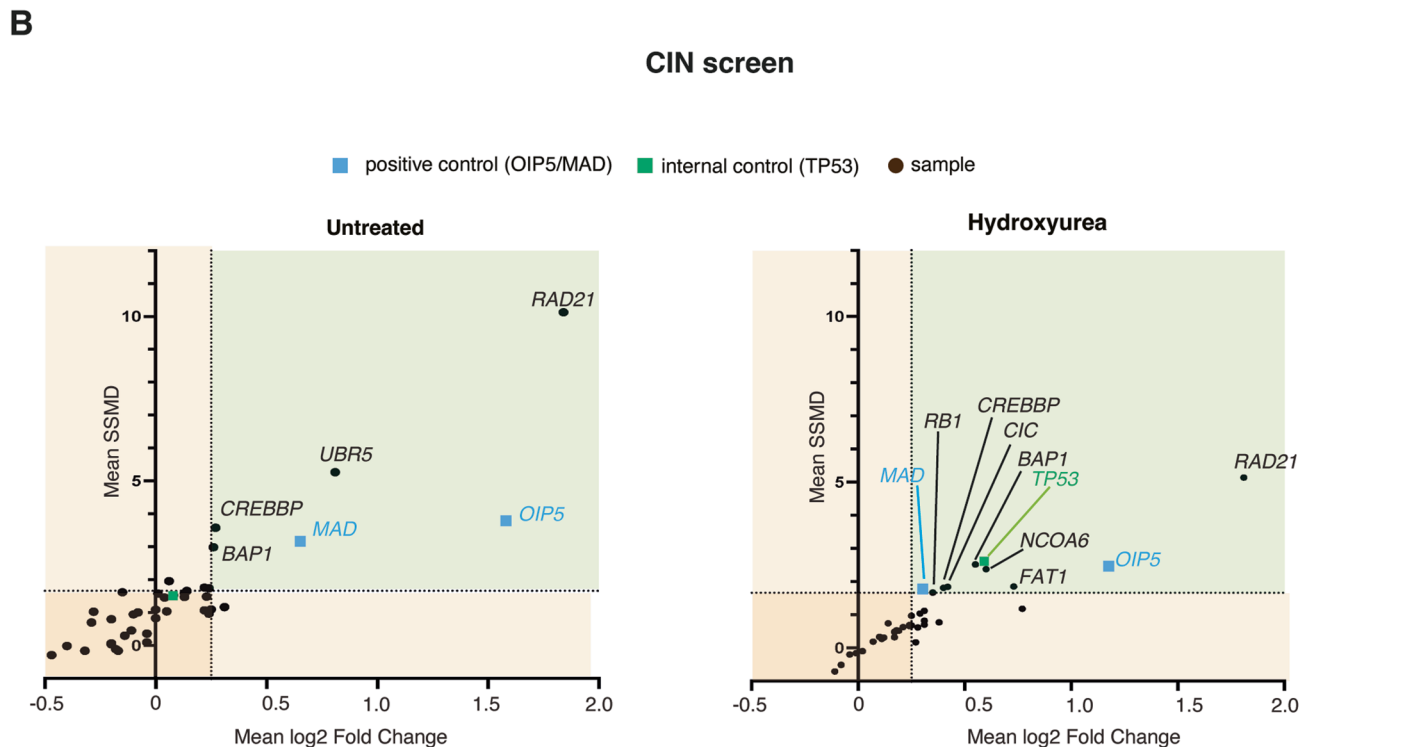 B
CIN screen
positive control (OIP5/MAD) internal control (TP53) sample
Untreated
10
5
0
Mean SSMD
RAD21
UBR5
CREBBP
MAD
OIP5
BAP1
-0.5 0 0.5 1.0 1.5 2.0
Mean log2 Fold Change
Hydroxyurea
10
5
0
Mean SSMD
CREBBP
RB1
CIC
BAP1
RAD21
MAD
TP53
NCOA6
OIP5
FAT1
-0.5 0 0.5 1.0 1.5 2.0
Mean log2 Fold Change